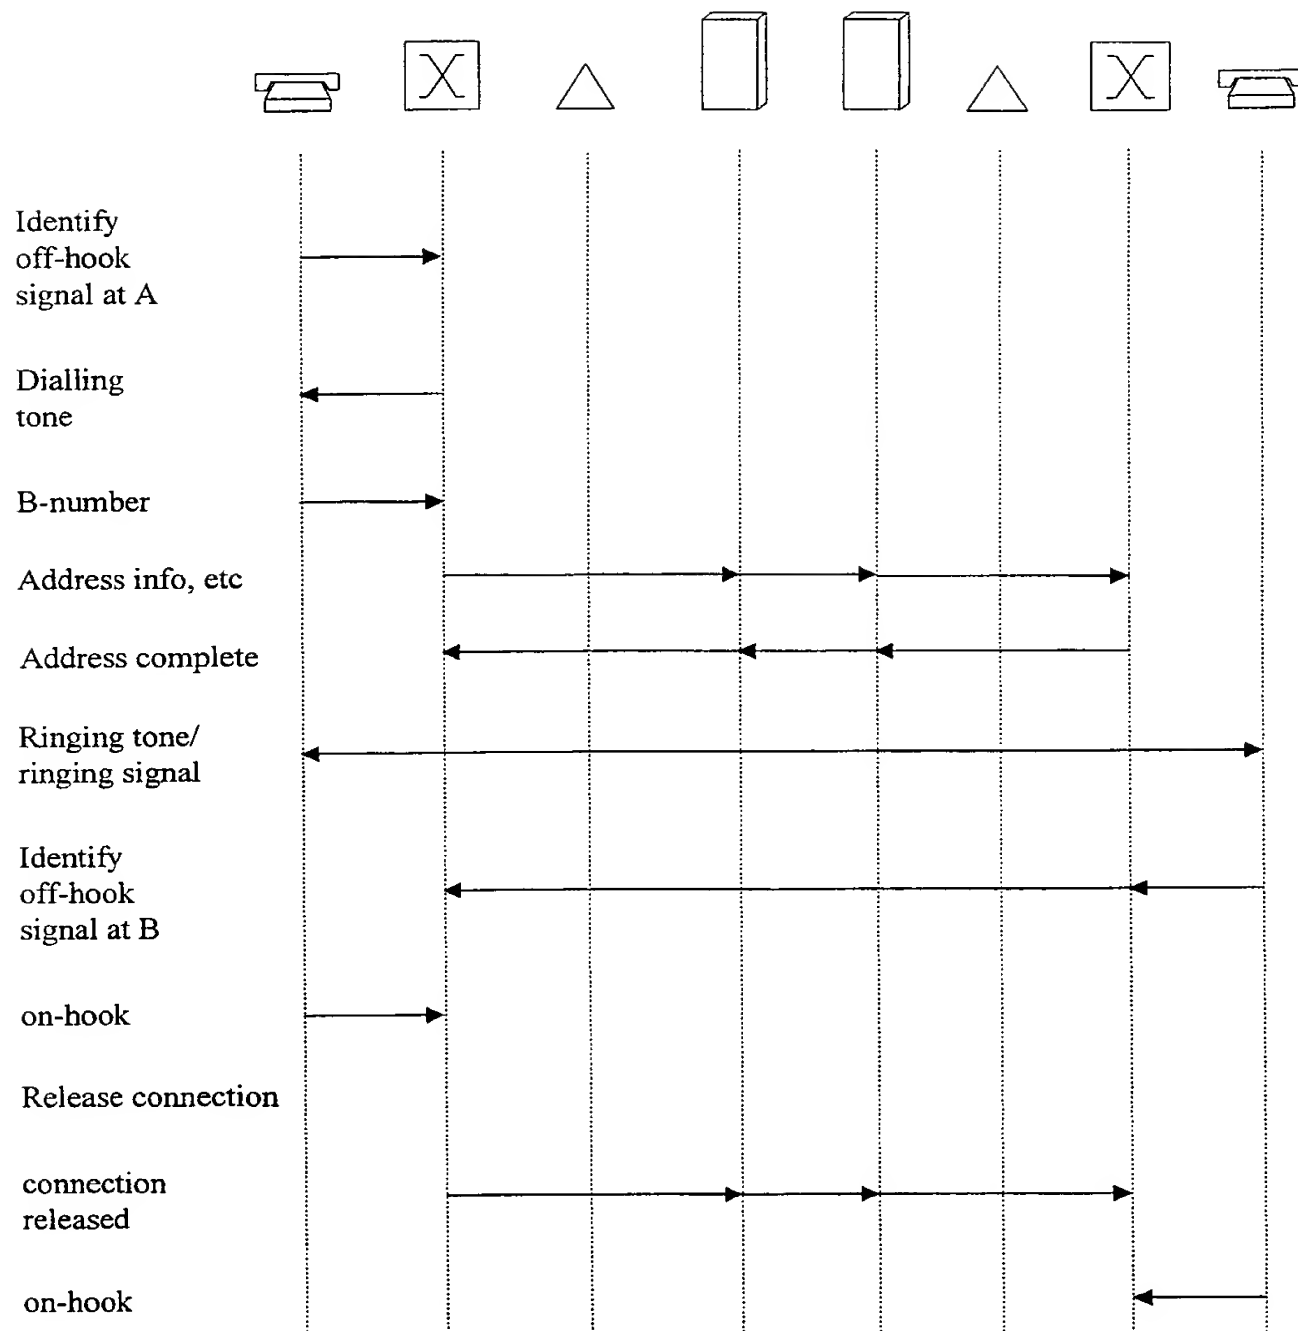 Identify
off-hook
signal at A
Dialling
tone
B-number
Address info, etc
Address complete
Ringing tone/
ringing signal
Identify
off-hook
signal at B
on-hook
Release connection
connection
released
on-hook